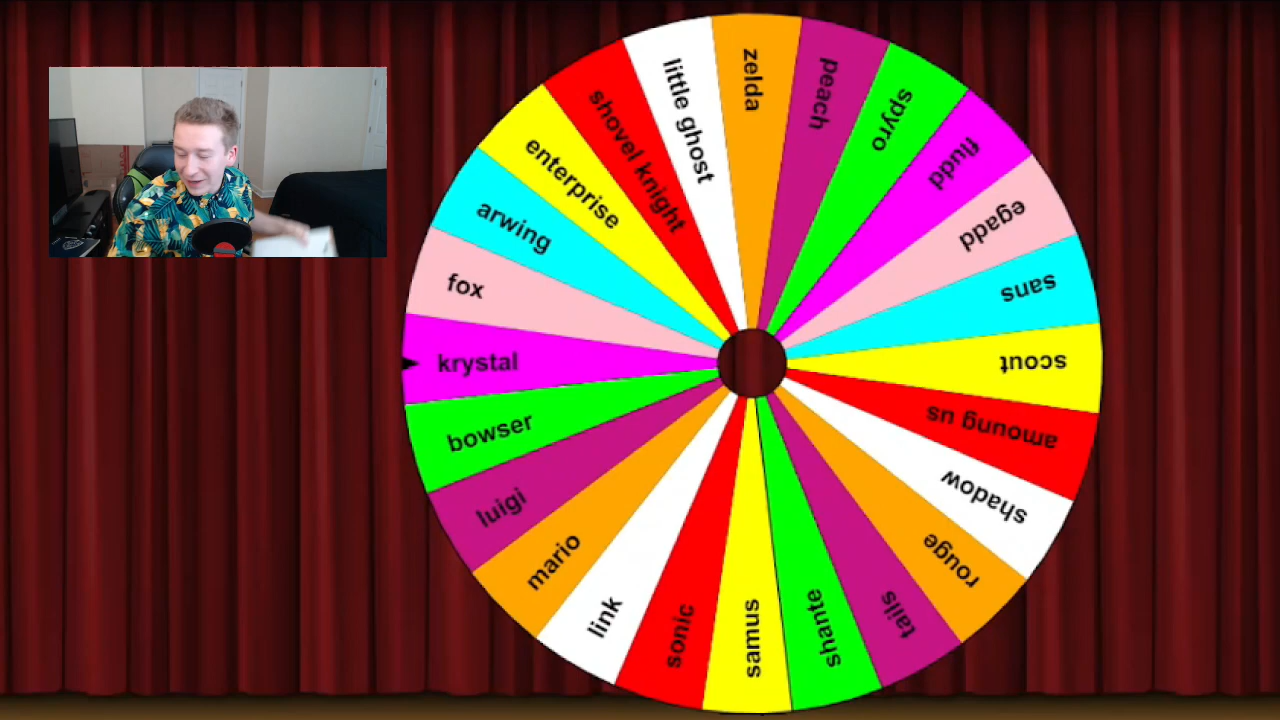 zelda
peach
spyro
fludd
egadd
sans
scout
amoung us
shadow
rouge
tails
shante
samus
sonic
link
mario
luigi
bowser
krystal
fox
arwing
enterprise
shovel knight
little ghost